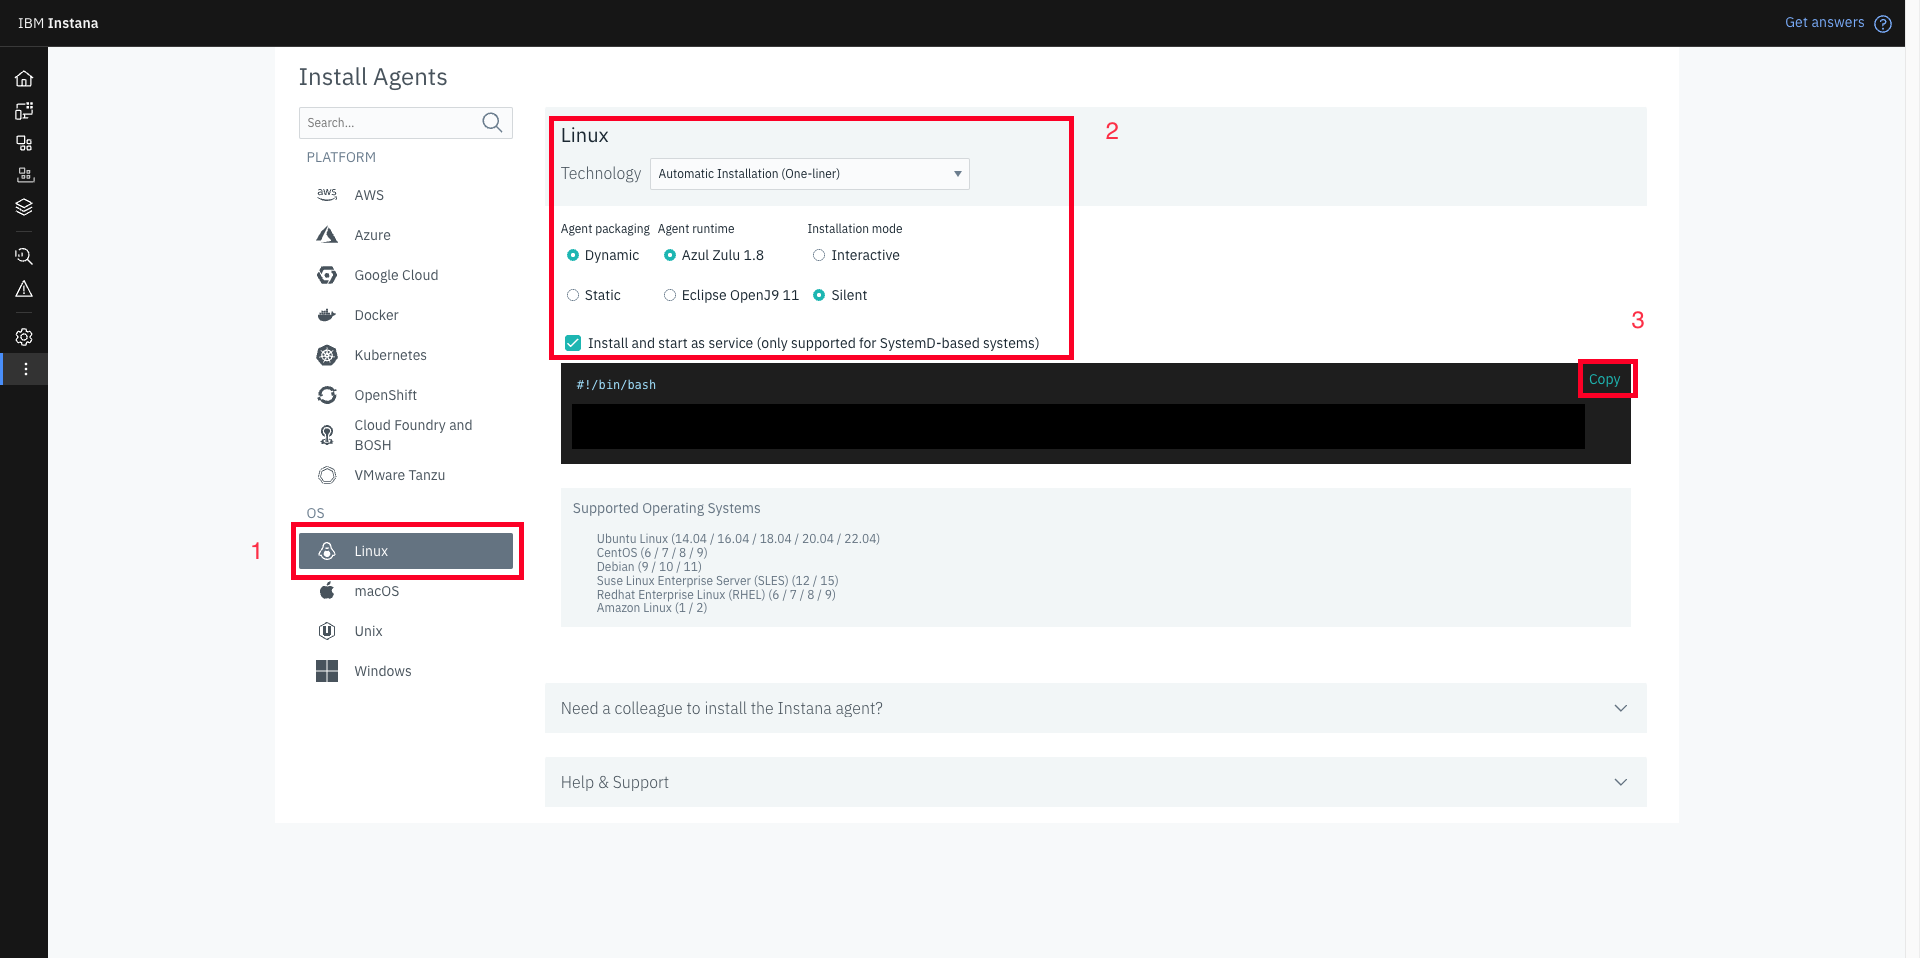 IBM Instana
Get answers
Install Agents
Search...
PLATFORM
aws AWS
Azure
Google Cloud
Docker
Kubernetes
OpenShift
Cloud Foundry and
BOSH
VMware Tanzu
OS
1
Linux
macOS
Unix
Windows
2
Linux
Technology Automatic Installation (One-liner)
Agent packaging Agent runtime Installation mode
Dynamic Azul Zulu 1.8 Interactive
Static Eclipse OpenJ9 11 Silent
Install and start as service (only supported for SystemD-based systems)
3
Copy
#!/bin/bash
Supported Operating Systems
Ubuntu Linux (14.04 / 16.04 / 18.04 / 20.04 / 22.04)
CentOS (6 / 7 / 8 / 9)
Debian (9 / 10 / 11)
Suse Linux Enterprise Server (SLES) (12 / 15)
Redhat Enterprise Linux (RHEL) (6 / 7 / 8 / 9)
Amazon Linux (1 / 2)
Need a colleague to install the Instana agent?
Help & Support